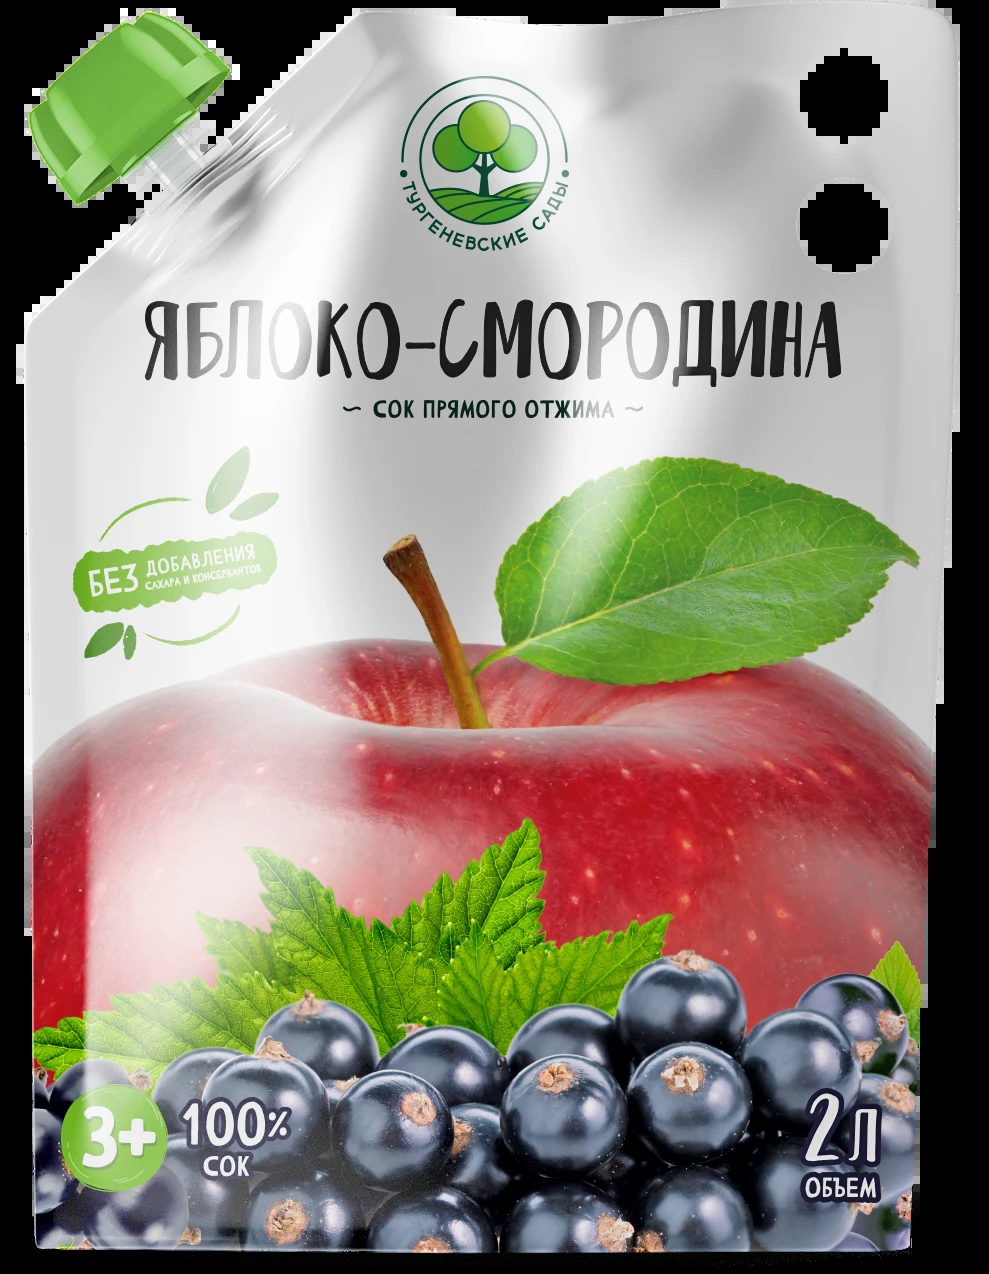 ТУРГЕНЕВСКИЕ САДЫ
ЯБЛОКО-СМОРОДИНА
~ СОК ПРЯМОГО ОТЖИМА ~
БЕЗ ДОБАВЛЕНИЯ
САХАРА И КОНСЕРВАНТОВ
3+
100%
СОК
2 Л
ОБЪЕМ